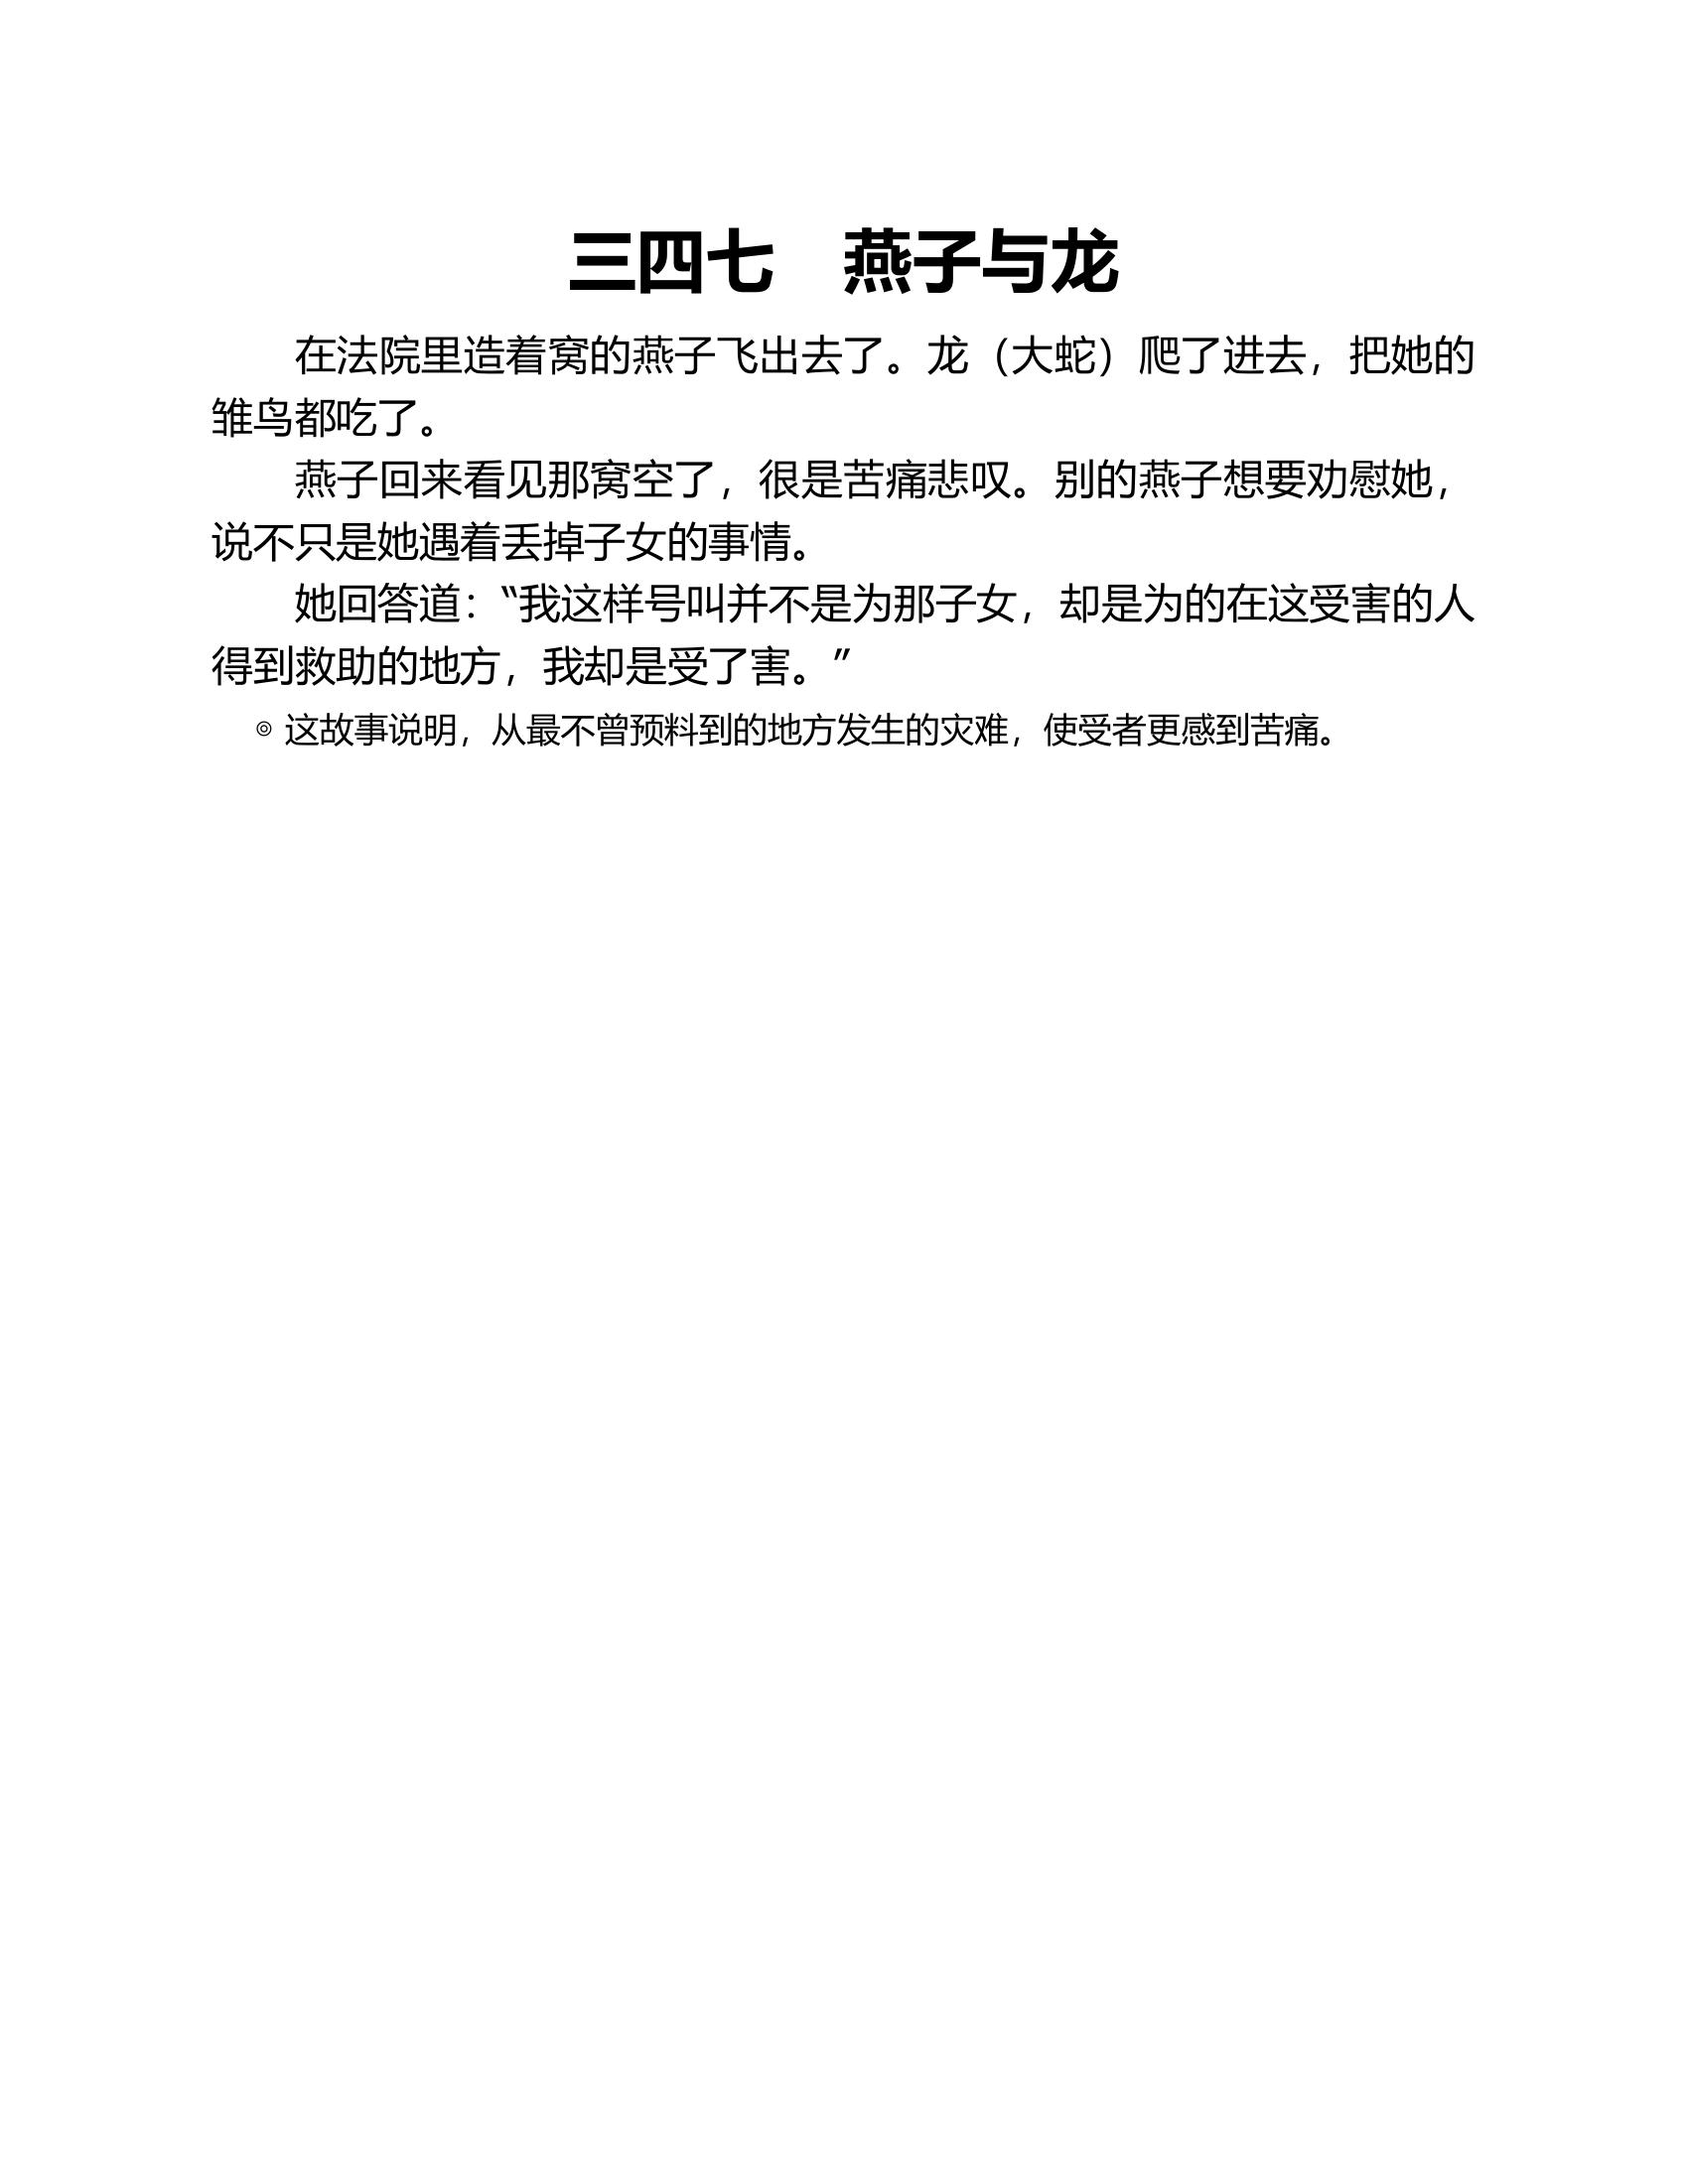 三四七　燕子与龙
在法院里造着窝的燕子飞出去了。龙（大蛇）爬了进去，把她的
雏鸟都吃了。
燕子回来看见那窝空了，很是苦痛悲叹。别的燕子想要劝慰她，
说不只是她遇着丢掉子女的事情。
她回答道：“我这样号叫并不是为那子女，却是为的在这受害的人
得到救助的地方，我却是受了害。”
◎ 这故事说明，从最不曾预料到的地方发生的灾难，使受者更感到苦痛。